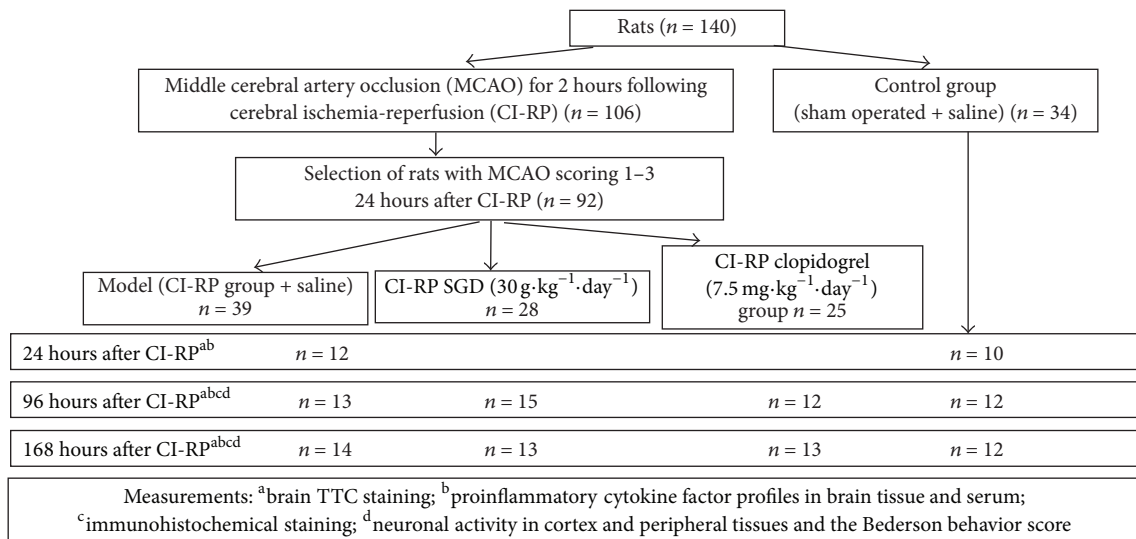 Rats (n = 140)
Middle cerebral artery occlusion (MCAO) for 2 hours following
cerebral ischemia-reperfusion (CI-RP) (n = 106)
Control group
(sham operated + saline) (n = 34)
Selection of rats with MCAO scoring 1–3
24 hours after CI-RP (n = 92)
Model (CI-RP group + saline)
n = 39
CI-RP SGD (30 g·kg⁻¹·day⁻¹)
n = 28
CI-RP clopidogrel
(7.5 mg·kg⁻¹·day⁻¹)
group n = 25
24 hours after CI-RPᵃᵇ n = 12 n = 10
96 hours after CI-RPᵃᵇᶜᵈ n = 13 n = 15 n = 12 n = 12
168 hours after CI-RPᵃᵇᶜᵈ n = 14 n = 13 n = 13 n = 12
Measurements: ᵃbrain TTC staining; ᵇproinflammatory cytokine factor profiles in brain tissue and serum;
ᶜimmunohistochemical staining; ᵈneuronal activity in cortex and peripheral tissues and the Bederson behavior score